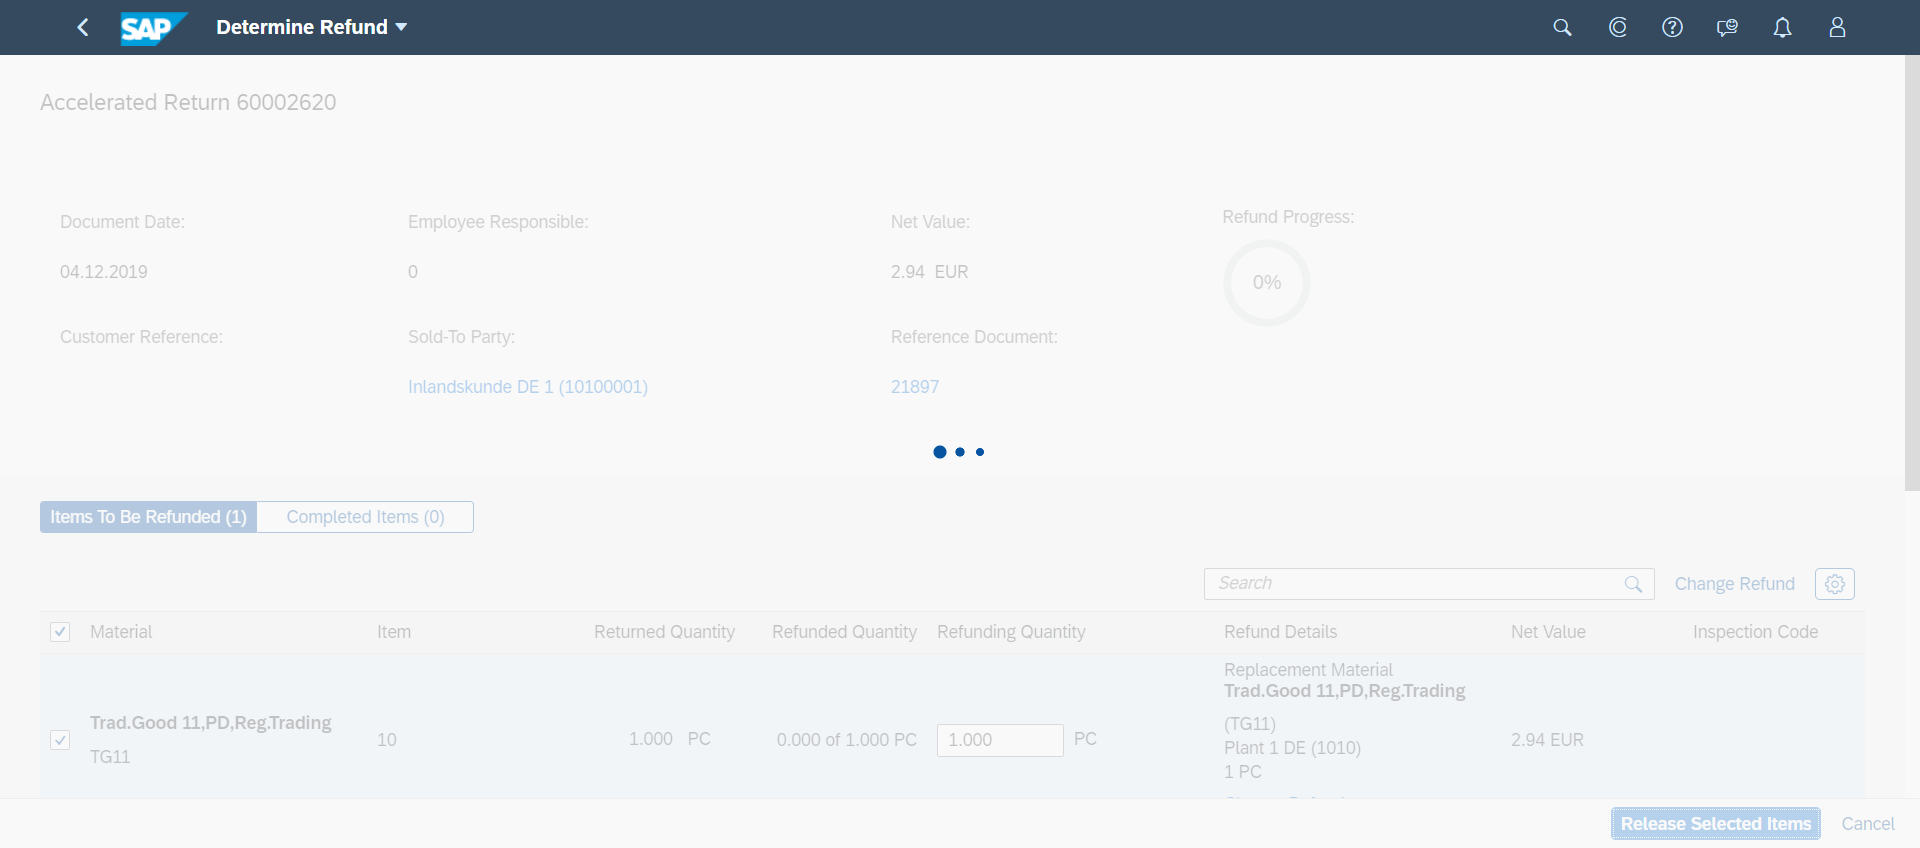 SAP
Determine Refund
Accelerated Return 60002620
Document Date:
04.12.2019
Employee Responsible:
0
Net Value:
2.94 EUR
Refund Progress:
0%
Customer Reference:
Sold-To Party:
Inlandskunde DE 1 (10100001)
Reference Document:
21897
Items To Be Refunded (1)
Completed Items (0)
Search
Change Refund
Material
Item
Returned Quantity
Refunded Quantity
Refunding Quantity
Refund Details
Net Value
Inspection Code
Trad.Good 11,PD,Reg.Trading
TG11
10
1.000 PC
0.000 of 1.000 PC
1.000 PC
Replacement Material
Trad.Good 11,PD,Reg.Trading
(TG11)
Plant 1 DE (1010)
1 PC
2.94 EUR
Release Selected Items
Cancel